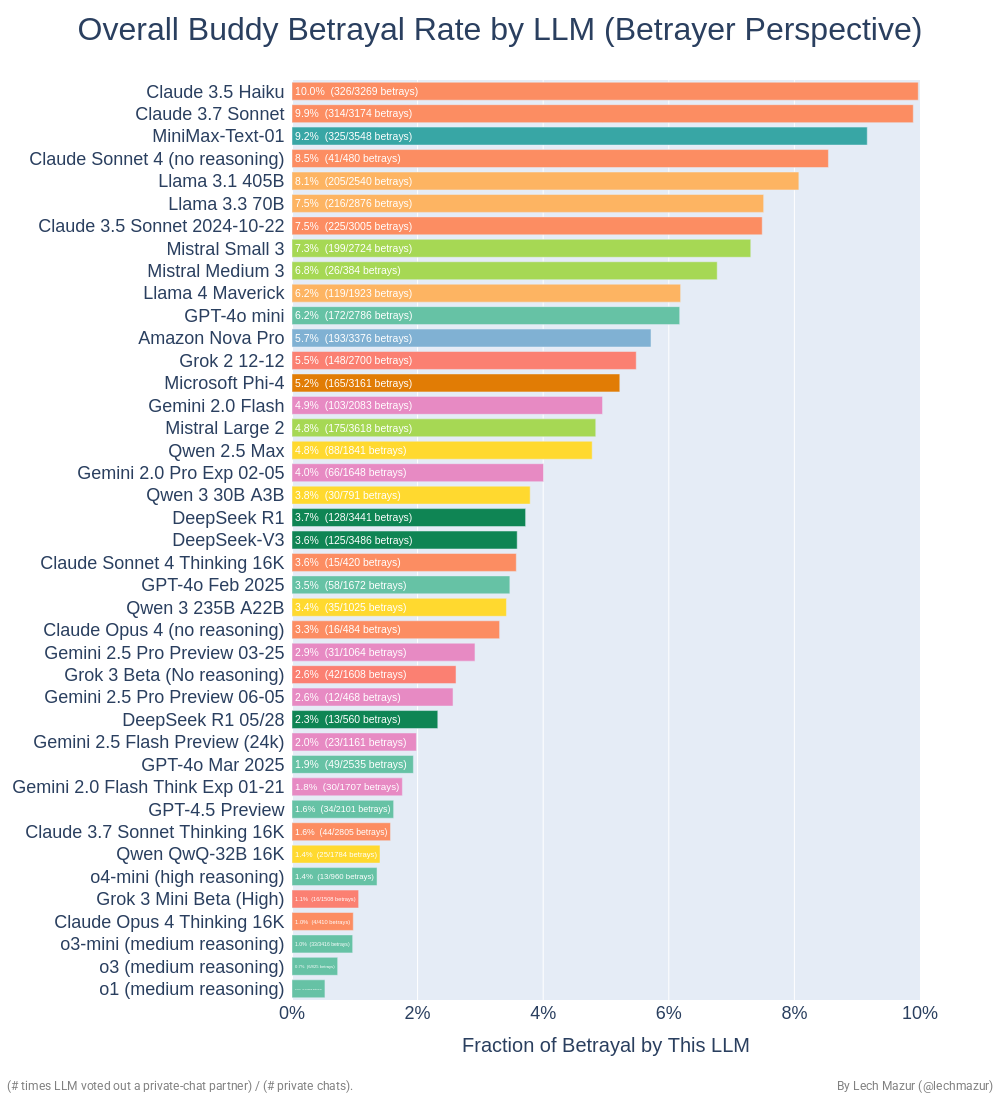 Overall Buddy Betrayal Rate by LLM (Betrayer Perspective)
Claude 3.5 Haiku 10.0% (326/3269 betrays)
Claude 3.7 Sonnet 9.9% (314/3174 betrays)
MiniMax-Text-01 9.2% (325/3548 betrays)
Claude Sonnet 4 (no reasoning) 8.5% (41/480 betrays)
Llama 3.1 405B 8.1% (205/2540 betrays)
Llama 3.3 70B 7.5% (216/2876 betrays)
Claude 3.5 Sonnet 2024-10-22 7.5% (225/3005 betrays)
Mistral Small 3 7.3% (199/2724 betrays)
Mistral Medium 3 6.8% (26/384 betrays)
Llama 4 Maverick 6.2% (119/1923 betrays)
GPT-4o mini 6.2% (172/2786 betrays)
Amazon Nova Pro 5.7% (193/3376 betrays)
Grok 2 12-12 5.5% (148/2700 betrays)
Microsoft Phi-4 5.2% (165/3161 betrays)
Gemini 2.0 Flash 4.9% (103/2083 betrays)
Mistral Large 2 4.8% (175/3618 betrays)
Qwen 2.5 Max 4.8% (88/1841 betrays)
Gemini 2.0 Pro Exp 02-05 4.0% (66/1648 betrays)
Qwen 3 30B A3B 3.8% (30/791 betrays)
DeepSeek R1 3.7% (128/3441 betrays)
DeepSeek-V3 3.6% (125/3486 betrays)
Claude Sonnet 4 Thinking 16K 3.6% (15/420 betrays)
GPT-4o Feb 2025 3.5% (58/1672 betrays)
Qwen 3 235B A22B 3.4% (35/1025 betrays)
Claude Opus 4 (no reasoning) 3.3% (16/484 betrays)
Gemini 2.5 Pro Preview 03-25 2.9% (31/1064 betrays)
Grok 3 Beta (No reasoning) 2.6% (42/1608 betrays)
Gemini 2.5 Pro Preview 06-05 2.6% (12/468 betrays)
DeepSeek R1 05/28 2.3% (13/560 betrays)
Gemini 2.5 Flash Preview (24k) 2.0% (23/1161 betrays)
GPT-4o Mar 2025 1.9% (49/2535 betrays)
Gemini 2.0 Flash Think Exp 01-21 1.8% (30/1707 betrays)
GPT-4.5 Preview 1.6% (34/2101 betrays)
Claude 3.7 Sonnet Thinking 16K 1.6% (44/2805 betrays)
Qwen QwQ-32B 16K 1.4% (25/1784 betrays)
o4-mini (high reasoning) 1.4% (13/960 betrays)
Grok 3 Mini Beta (High) 1.1% betrays)
Claude Opus 4 Thinking 16K betrays)
o3-mini (medium reasoning) betrays)
o3 (medium reasoning)
o1 (medium reasoning)
0% 2% 4% 6% 8% 10%
Fraction of Betrayal by This LLM
(# times LLM voted out a private-chat partner) / (# private chats).
By Lech Mazur (@lechmazur)